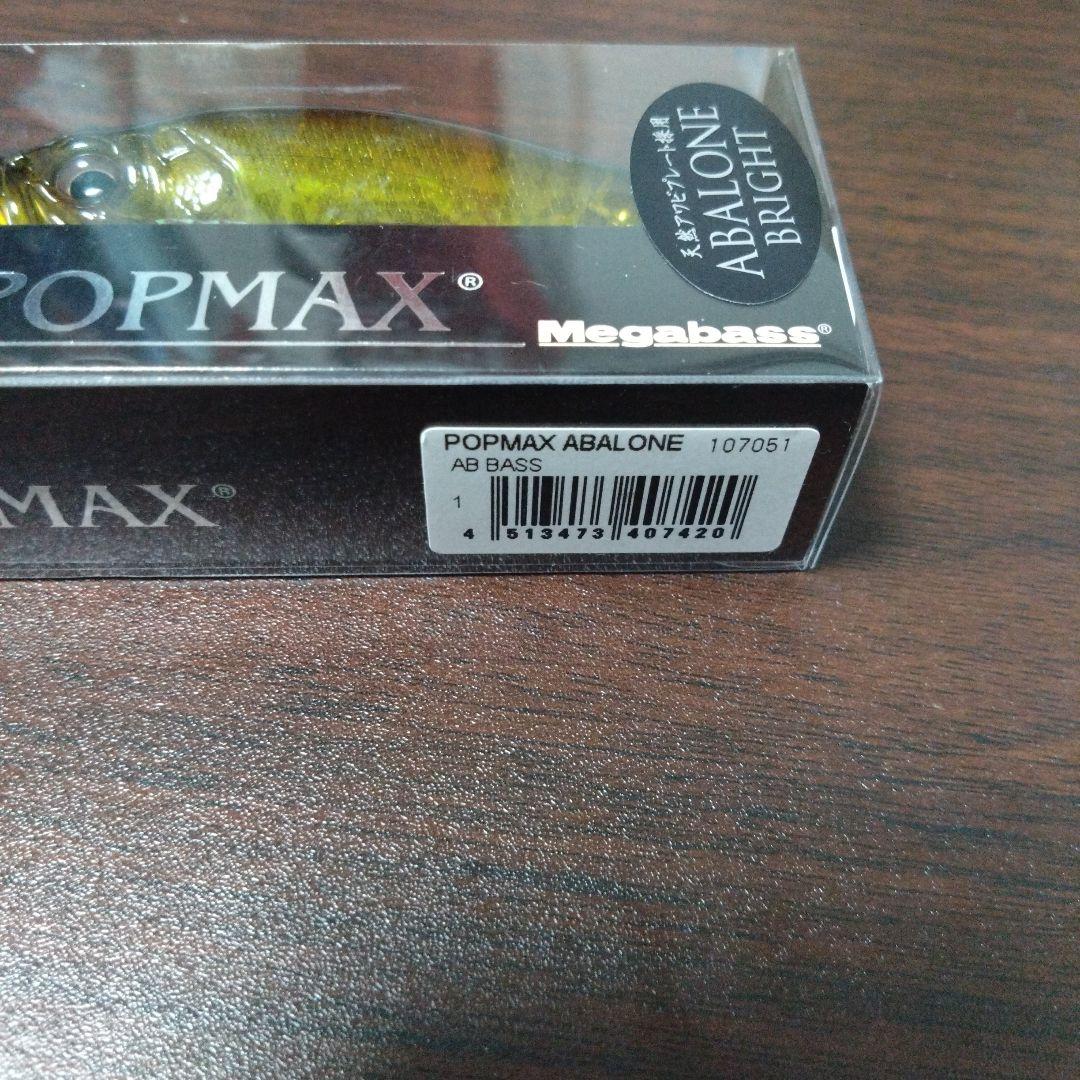 天然アワビプレート採用
ABALONE
BRIGHT
POPMAX®
Megabass®
MAX®
POPMAX ABALONE 107051
AB BASS
1
4 513473 407420